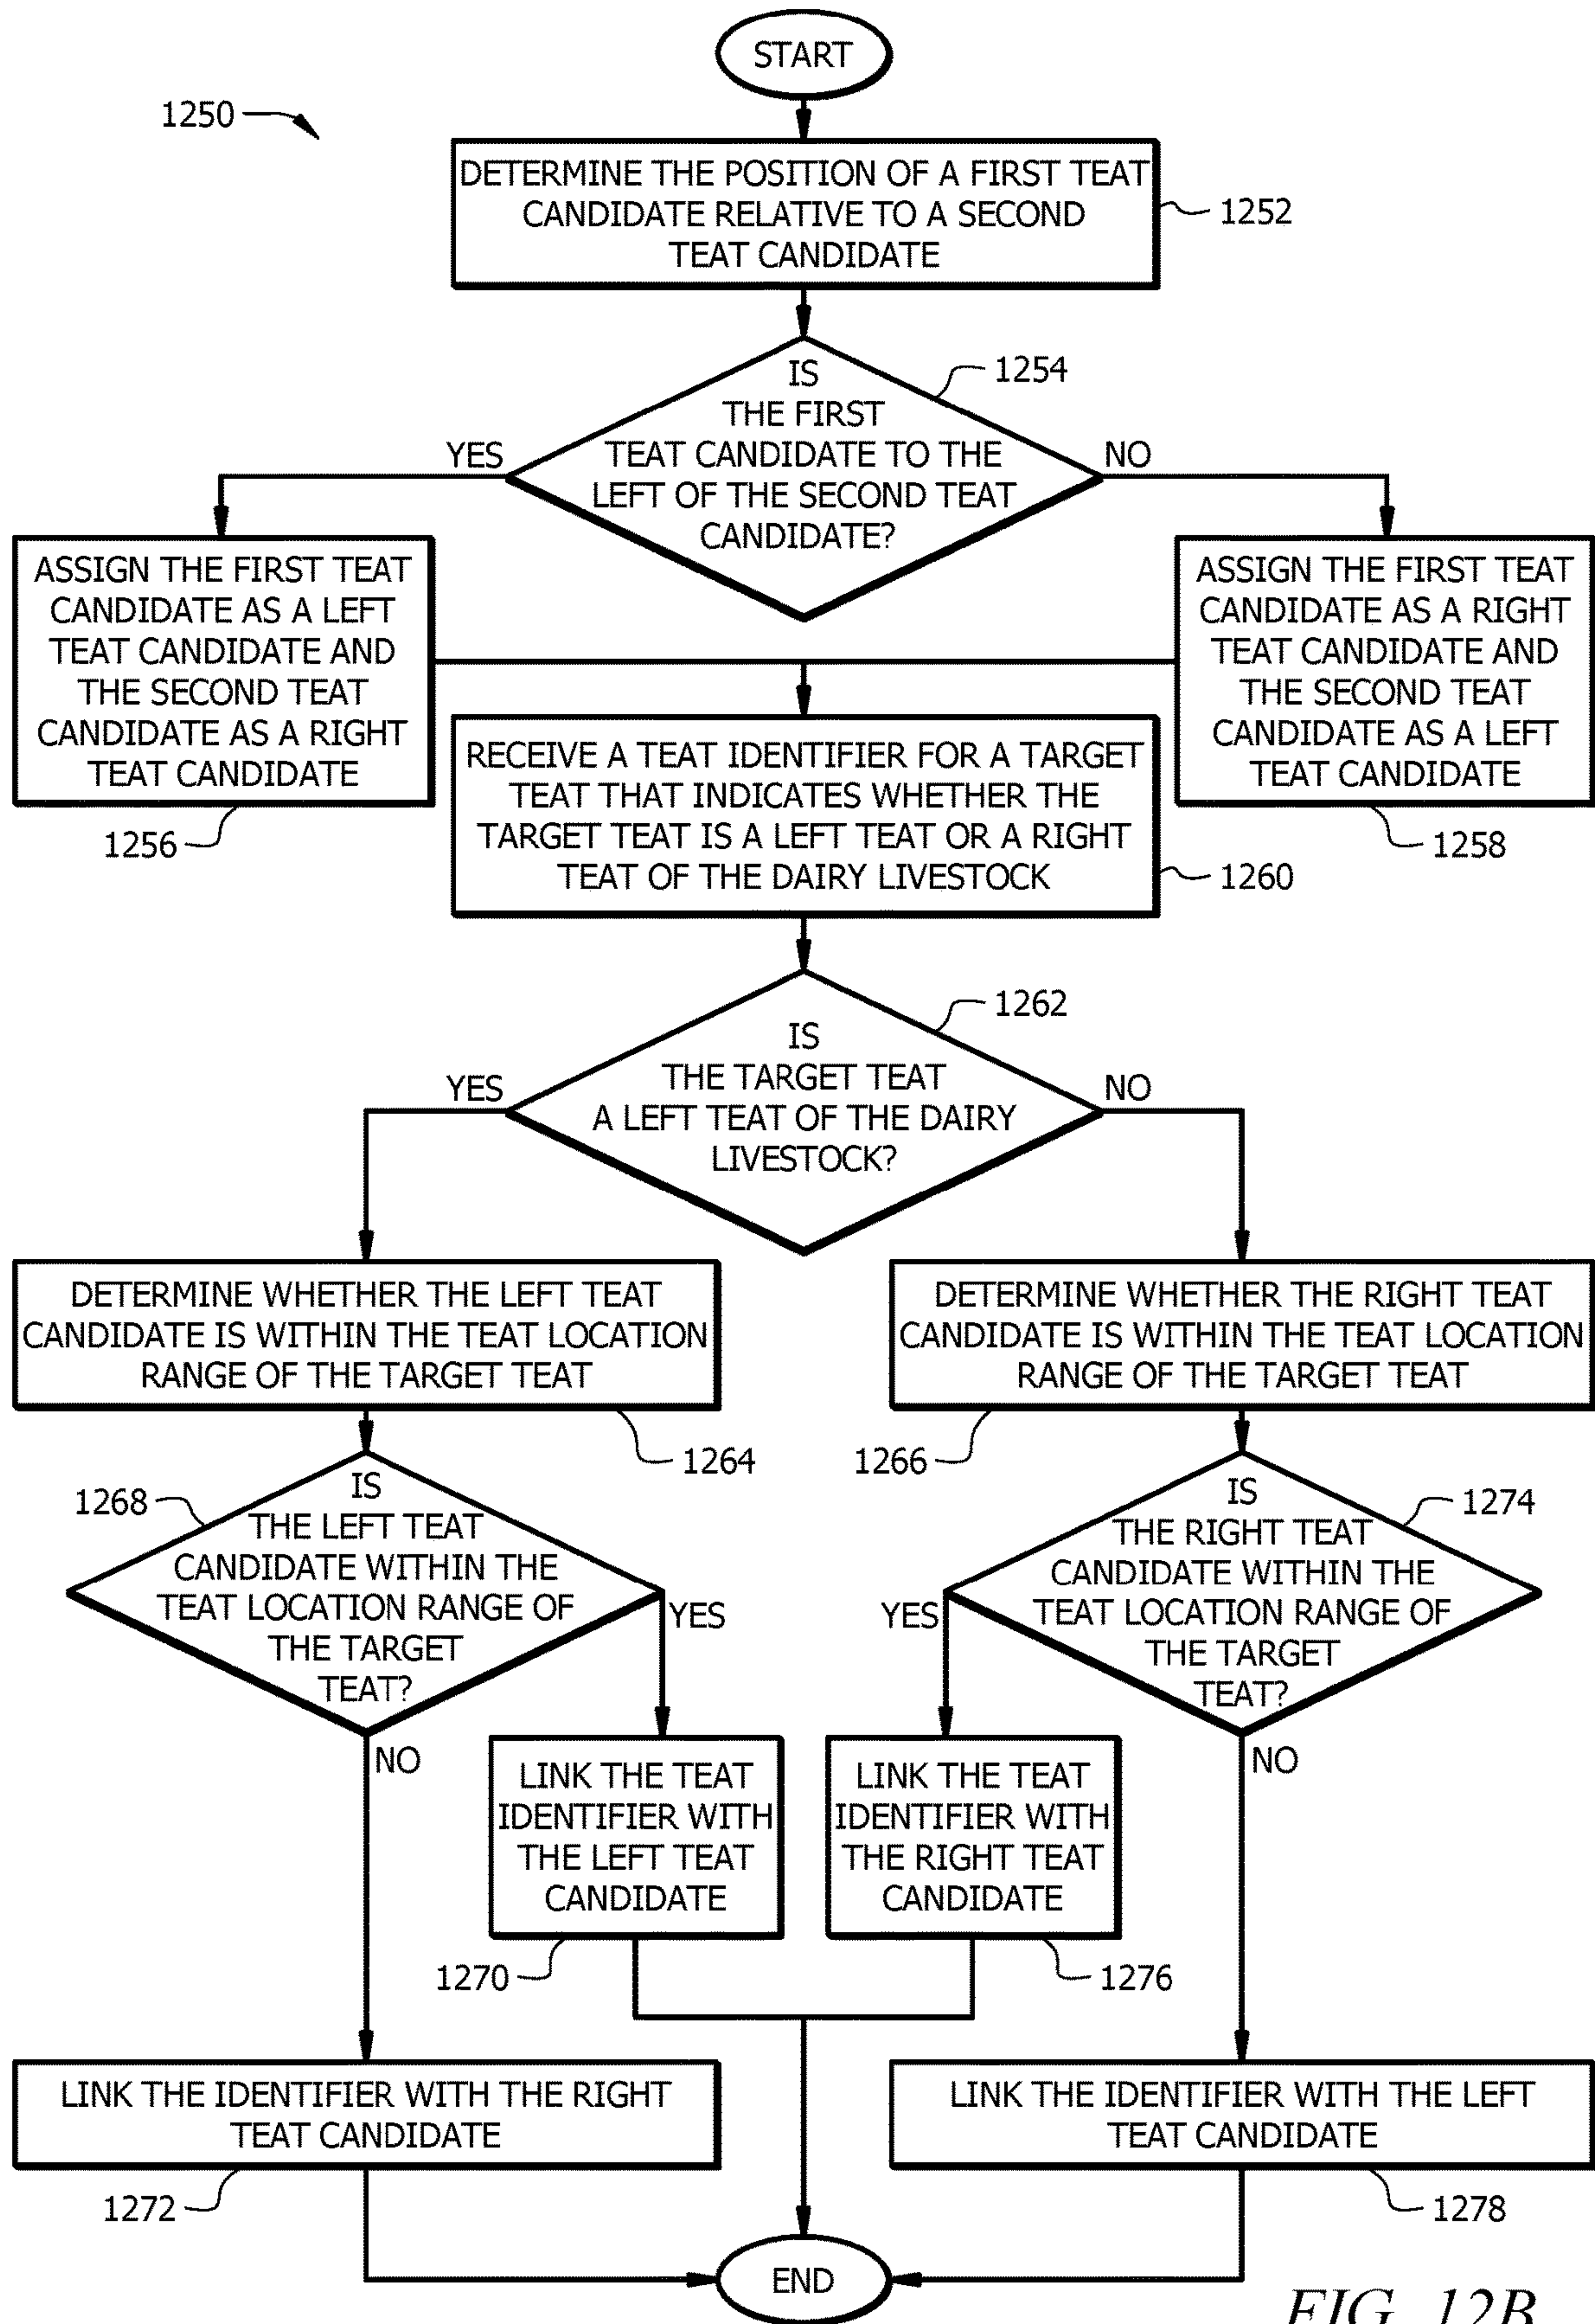 START
1250
DETERMINE THE POSITION OF A FIRST TEAT
CANDIDATE RELATIVE TO A SECOND
TEAT CANDIDATE
1252
IS
THE FIRST
TEAT CANDIDATE TO THE
LEFT OF THE SECOND TEAT
CANDIDATE?
1254
YES
NO
ASSIGN THE FIRST TEAT
CANDIDATE AS A LEFT
TEAT CANDIDATE AND
THE SECOND TEAT
CANDIDATE AS A RIGHT
TEAT CANDIDATE
1256
ASSIGN THE FIRST TEAT
CANDIDATE AS A RIGHT
TEAT CANDIDATE AND
THE SECOND TEAT
CANDIDATE AS A LEFT
TEAT CANDIDATE
1258
RECEIVE A TEAT IDENTIFIER FOR A TARGET
TEAT THAT INDICATES WHETHER THE
TARGET TEAT IS A LEFT TEAT OR A RIGHT
TEAT OF THE DAIRY LIVESTOCK
1260
IS
THE TARGET TEAT
A LEFT TEAT OF THE DAIRY
LIVESTOCK?
1262
YES
NO
DETERMINE WHETHER THE LEFT TEAT
CANDIDATE IS WITHIN THE TEAT LOCATION
RANGE OF THE TARGET TEAT
1264
DETERMINE WHETHER THE RIGHT TEAT
CANDIDATE IS WITHIN THE TEAT LOCATION
RANGE OF THE TARGET TEAT
1266
1268
IS
THE LEFT TEAT
CANDIDATE WITHIN THE
TEAT LOCATION RANGE OF
THE TARGET
TEAT?
YES
NO
IS
THE RIGHT TEAT
CANDIDATE WITHIN THE
TEAT LOCATION RANGE OF
THE TARGET
TEAT?
1274
YES
NO
LINK THE TEAT
IDENTIFIER WITH
THE LEFT TEAT
CANDIDATE
1270
LINK THE TEAT
IDENTIFIER WITH
THE RIGHT TEAT
CANDIDATE
1276
LINK THE IDENTIFIER WITH THE RIGHT
TEAT CANDIDATE
1272
LINK THE IDENTIFIER WITH THE LEFT
TEAT CANDIDATE
1278
END
FIG. 12B